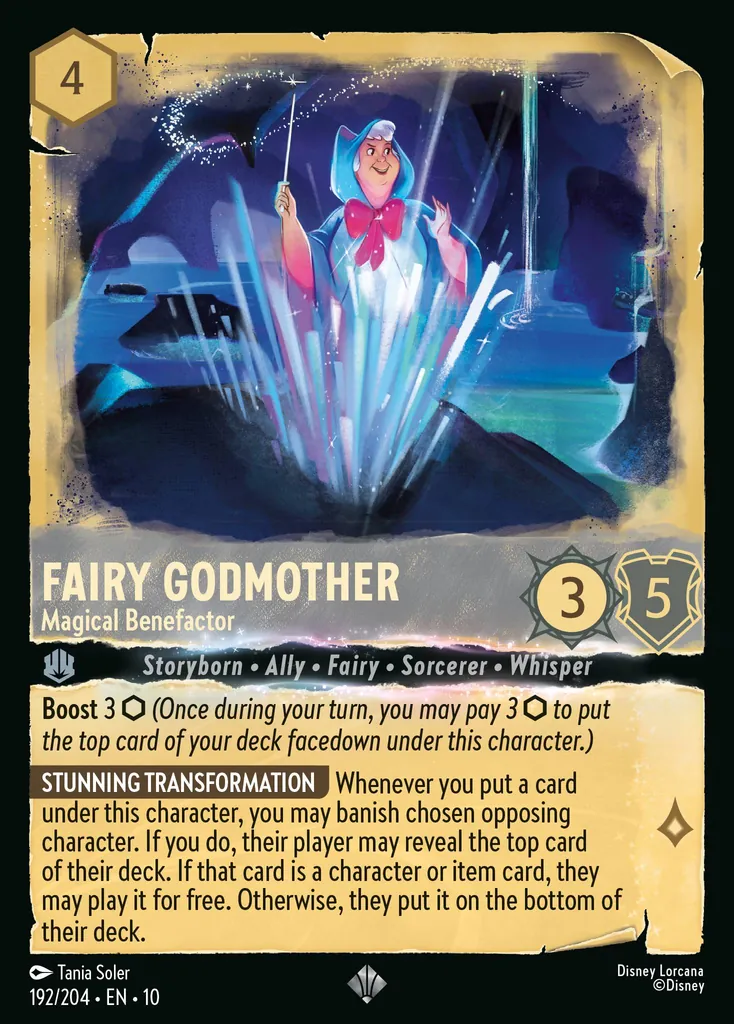 4
FAIRY GODMOTHER
Magical Benefactor
3
5
Storyborn • Ally • Fairy • Sorcerer • Whisper
Boost 3 ⬡ (Once during your turn, you may pay 3 ⬡ to put
the top card of your deck facedown under this character.)
STUNNING TRANSFORMATION Whenever you put a card
under this character, you may banish chosen opposing
character. If you do, their player may reveal the top card
of their deck. If that card is a character or item card, they
may play it for free. Otherwise, they put it on the bottom of
their deck.
Tania Soler
192/204 • EN • 10
Disney Lorcana
©Disney